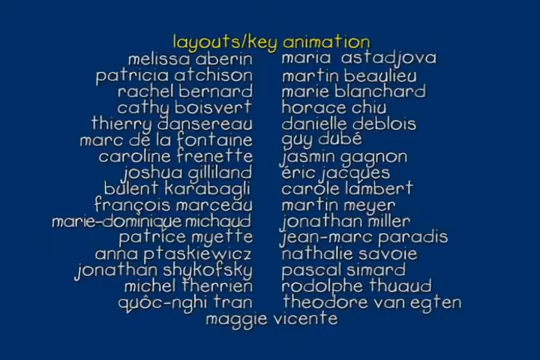 layouts/key animation
melissa aberin maria astadjova
patricia atchison martin beaulieu
rachel bernard marie blanchard
cathy boisvert horace chiu
thierry dansereau danielle deblois
marc de la fontaine guy dubé
caroline frenette jasmin gagnon
joshua gilliland éric jacques
bulent karabagli carole lambert
françois marceau martin meyer
marie-dominique michaud jonathan miller
patrice myette jean-marc paradis
anna ptaskiewicz nathalie savoie
jonathan shykofsky pascal simard
michel therrien rodolphe thuaud
quôc-nghi tran theodore van egten
maggie vicente